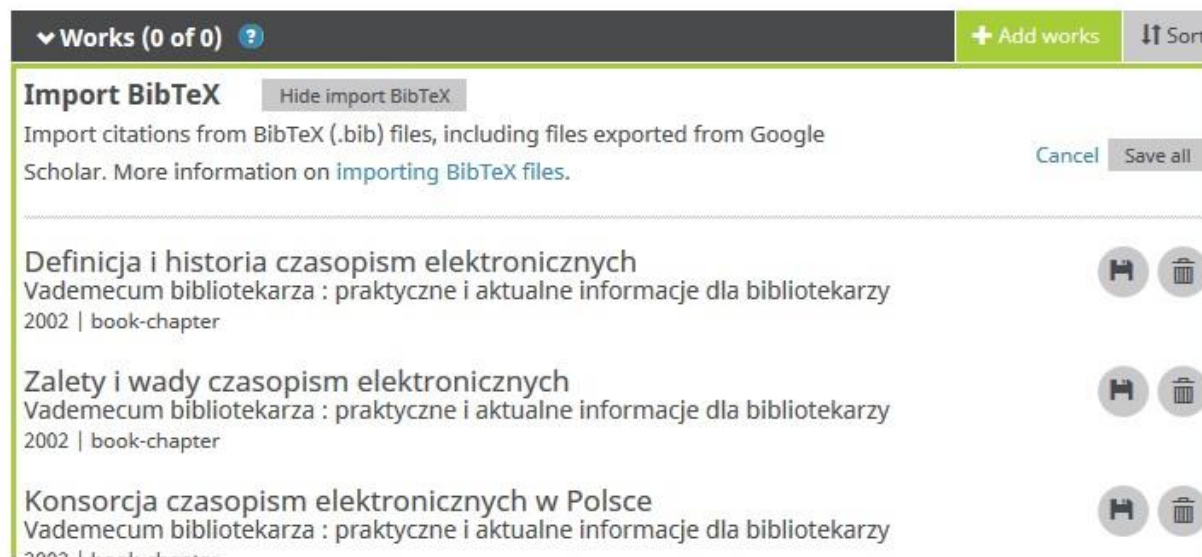 Works (0 of 0) ?
+ Add works
Sort
Import BibTeX
Hide import BibTeX
Import citations from BibTeX (.bib) files, including files exported from Google
Scholar. More information on importing BibTeX files.
Cancel
Save all
Definicja i historia czasopism elektronicznych
Vademecum bibliotekarza : praktyczne i aktualne informacje dla bibliotekarzy
2002 | book-chapter
Zalety i wady czasopism elektronicznych
Vademecum bibliotekarza : praktyczne i aktualne informacje dla bibliotekarzy
2002 | book-chapter
Konsorcja czasopism elektronicznych w Polsce
Vademecum bibliotekarza : praktyczne i aktualne informacje dla bibliotekarzy